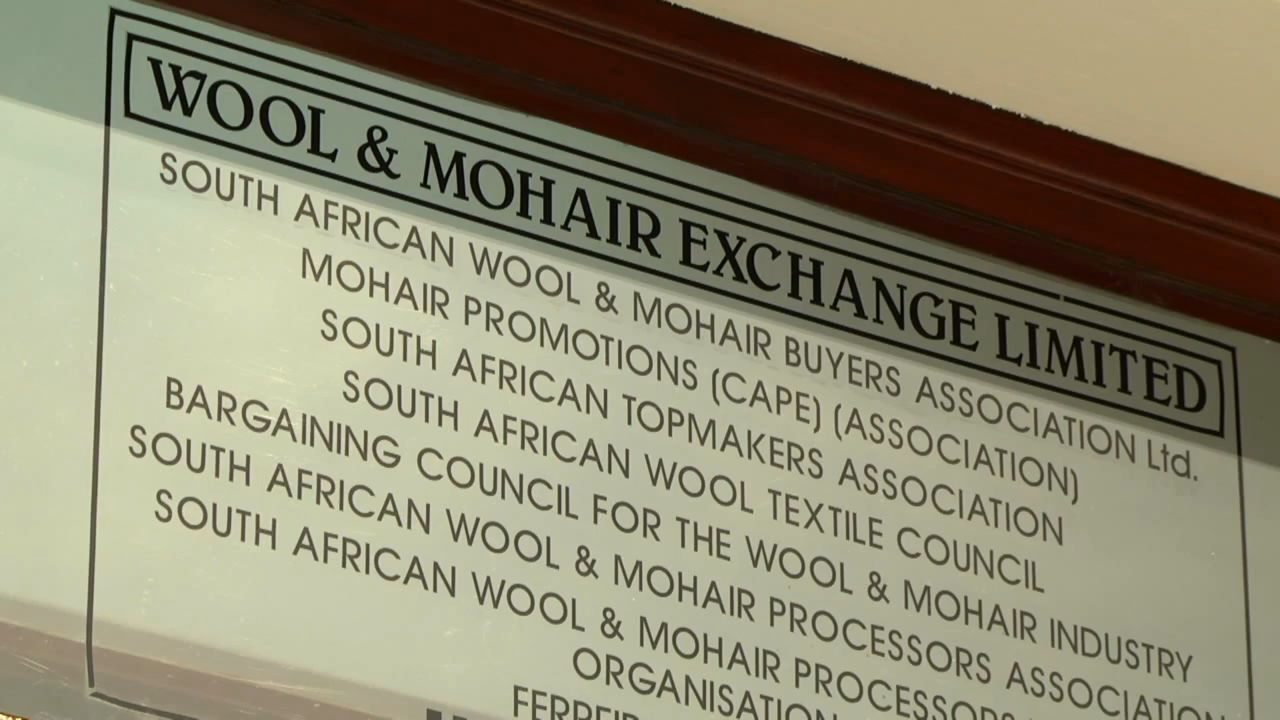 WOOL & MOHAIR EXCHANGE LIMITED
SOUTH AFRICAN WOOL & MOHAIR BUYERS ASSOCIATION Ltd.
MOHAIR PROMOTIONS (CAPE) (ASSOCIATION)
SOUTH AFRICAN TOPMAKERS ASSOCIATION
SOUTH AFRICAN WOOL TEXTILE COUNCIL
BARGAINING COUNCIL FOR THE WOOL & MOHAIR INDUSTRY
SOUTH AFRICAN WOOL & MOHAIR PROCESSORS ASSOCIATION
SOUTH AFRICAN WOOL & MOHAIR PROCESSORS
ORGANISATION